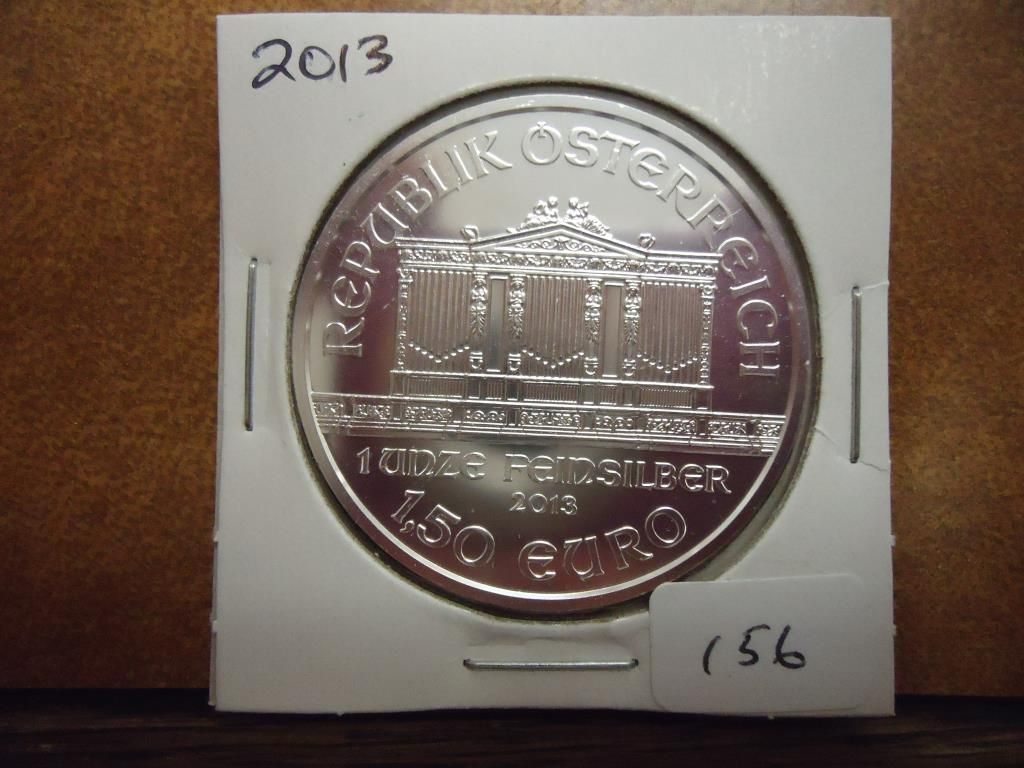 2013
REPUBLIK ÖSTERREICH
1 UNZE FEINSILBER
2013
1,50 EURO
156